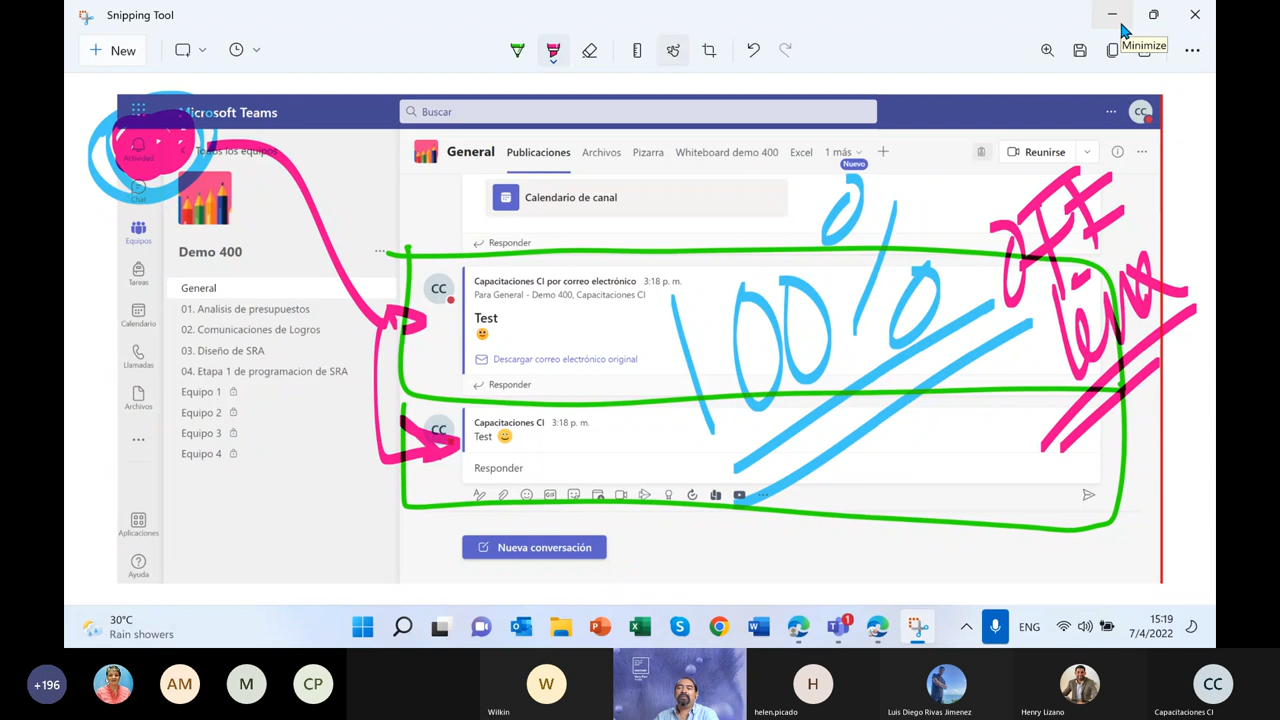 Snipping Tool
New
Minimize
Microsoft Teams
Buscar
CC
Actividad
Todos los equipos
General
Publicaciones
Archivos
Pizarra
Whiteboard demo 400
Excel
1 más
Nuevo
Reunirse
Chat
Equipos
Tareas
Calendario
Llamadas
Archivos
Aplicaciones
Ayuda
Demo 400
General
01. Analisis de presupuestos
02. Comunicaciones de Logros
03. Diseño de SRA
04. Etapa 1 de programacion de SRA
Equipo 1
Equipo 2
Equipo 3
Equipo 4
Calendario de canal
Responder
CC
Capacitaciones CI por correo electrónico 3:18 p. m.
Para General - Demo 400, Capacitaciones CI
Test
Descargar correo electrónico original
Responder
CC
Capacitaciones CI 3:18 p. m.
Test
Responder
GIF
Nueva conversación
100%
30°C
Rain showers
1
ENG
15:19
7/4/2022
+196
AM
M
CP
W
Wilkin
H
helen.picado
Luis Diego Rivas Jimenez
Henry Lizano
CC
Capacitaciones CI